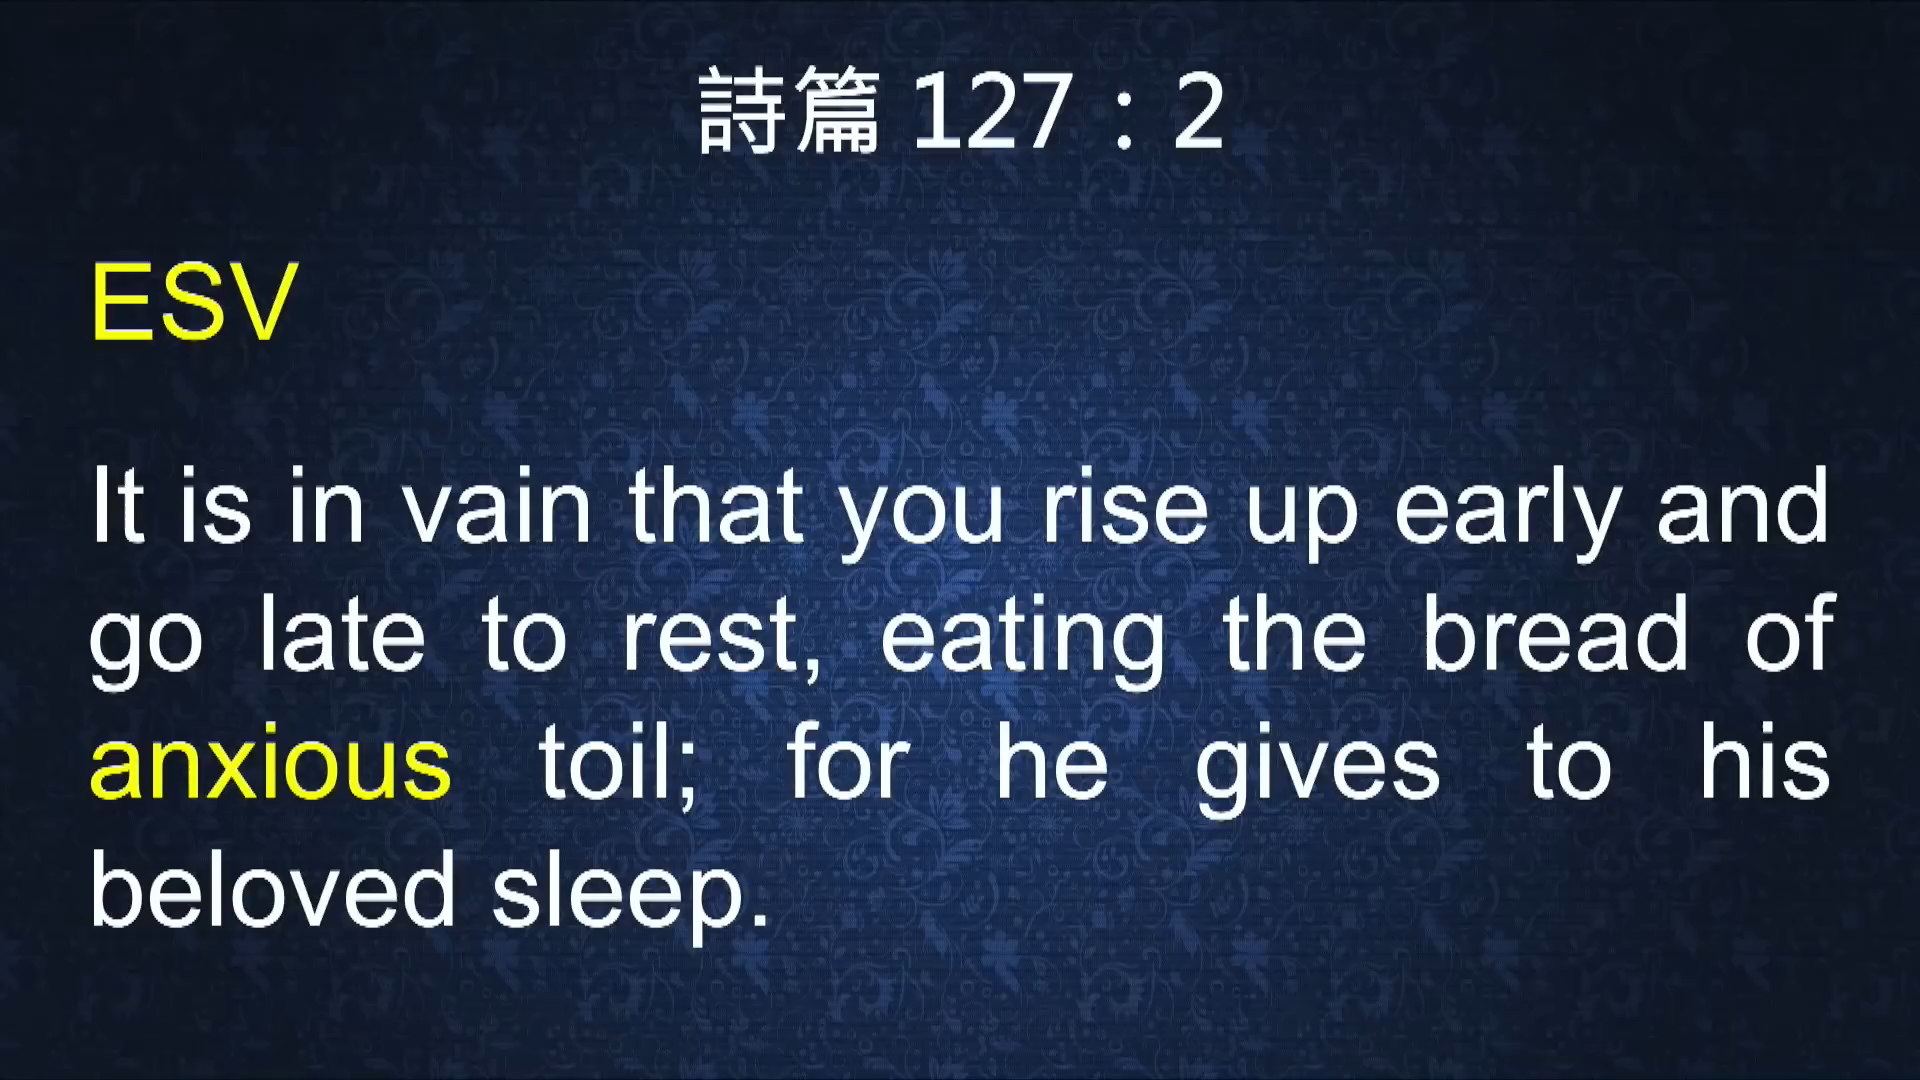 詩篇 127：2
ESV
It is in vain that you rise up early and
go late to rest, eating the bread of
anxious toil; for he gives to his
beloved sleep.